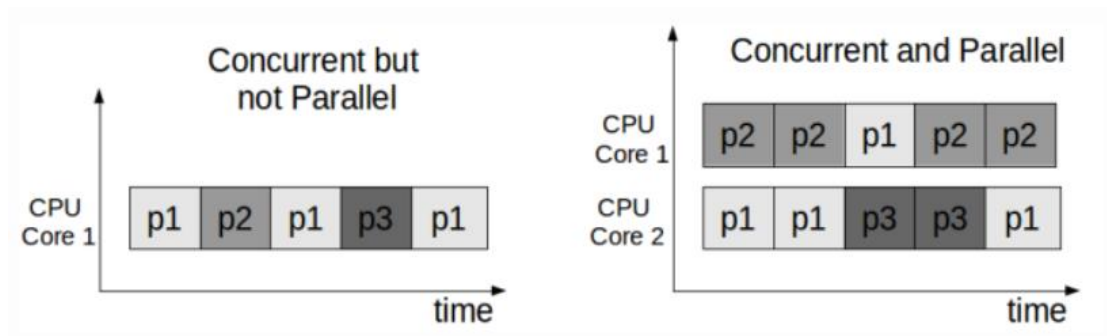 Concurrent but
not Parallel
CPU
Core 1
p1 p2 p1 p3 p1
time
Concurrent and Parallel
CPU
Core 1
p2 p2 p1 p2 p2
CPU
Core 2
p1 p1 p3 p3 p1
time